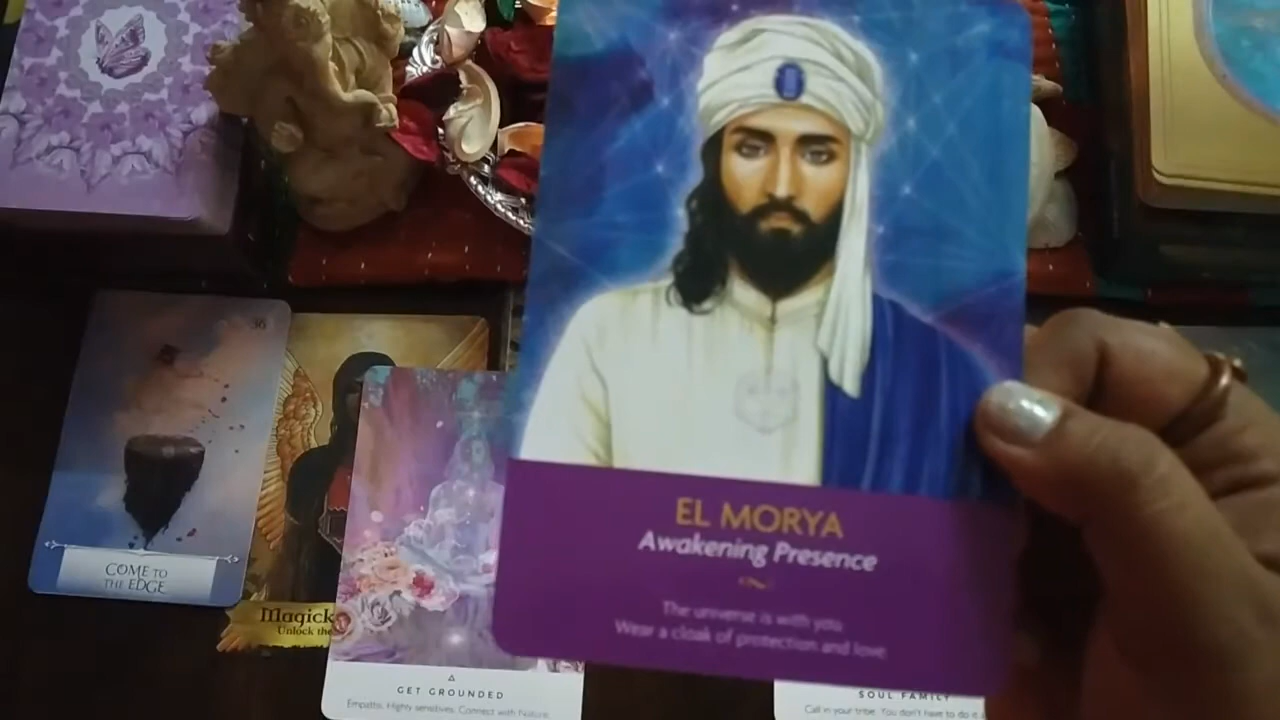 36
COME TO
THE EDGE
Magick
Unlock the
GET GROUNDED
Empaths. Highly sensitives. Connect with Nature.
EL MORYA
Awakening Presence
The universe is with you
Wear a cloak of protection and love
SOUL FAMILY
Call in your tribe. You don't have to do it